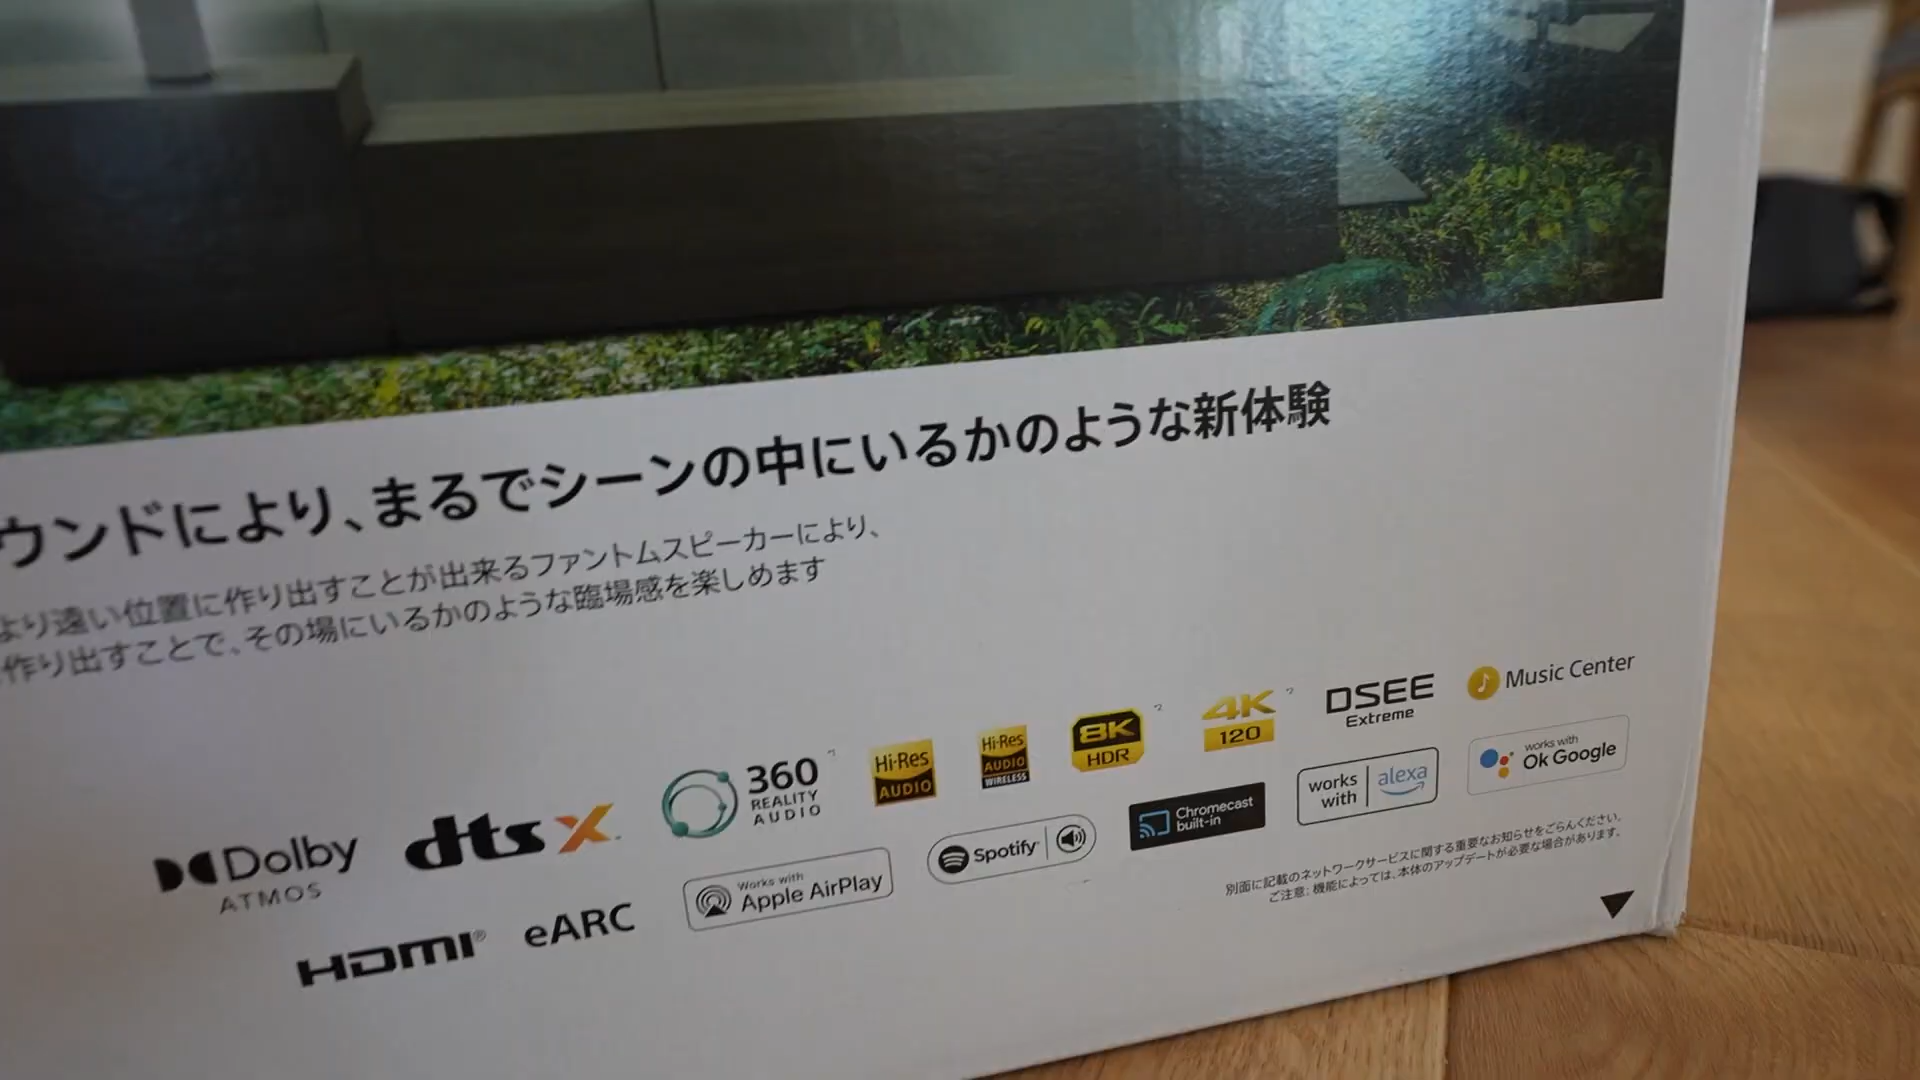 ウンドにより、まるでシーンの中にいるかのような新体験
より遠い位置に作り出すことが出来るファントムスピーカーにより、
作り出すことで、その場にいるかのような臨場感を楽しめます
Dolby
ATMOS
dts X
360
REALITY
AUDIO
Hi-Res
AUDIO
Hi-Res
AUDIO
WIRELESS
8K
HDR
4K
120
DSEE
Extreme
Music Center
HDMI®
eARC
Works with
Apple AirPlay
Spotify
Chromecast
built-in
works
with
alexa
works with
Ok Google
別面に記載のネットワークサービスに関する重要なお知らせをごらんください。
ご注意: 機能によっては、本体のアップデートが必要な場合があります。